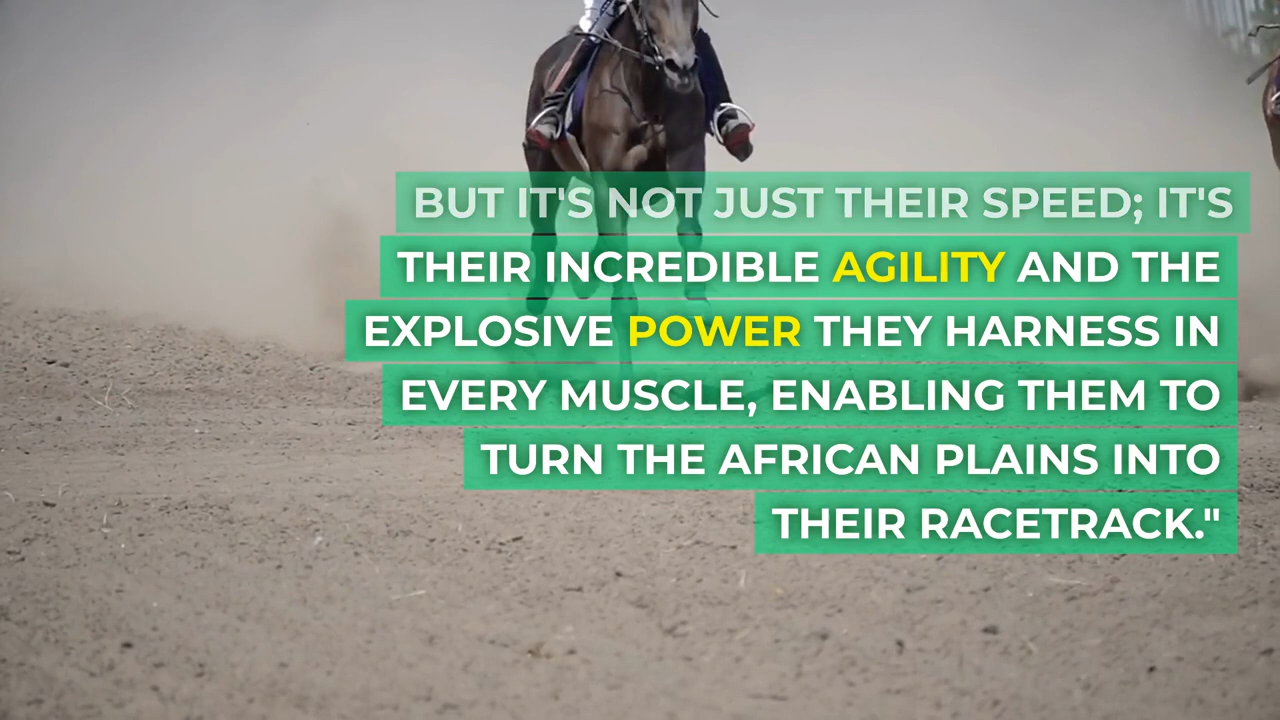 BUT IT'S NOT JUST THEIR SPEED; IT'S
THEIR INCREDIBLE AGILITY AND THE
EXPLOSIVE POWER THEY HARNESS IN
EVERY MUSCLE, ENABLING THEM TO
TURN THE AFRICAN PLAINS INTO
THEIR RACETRACK."